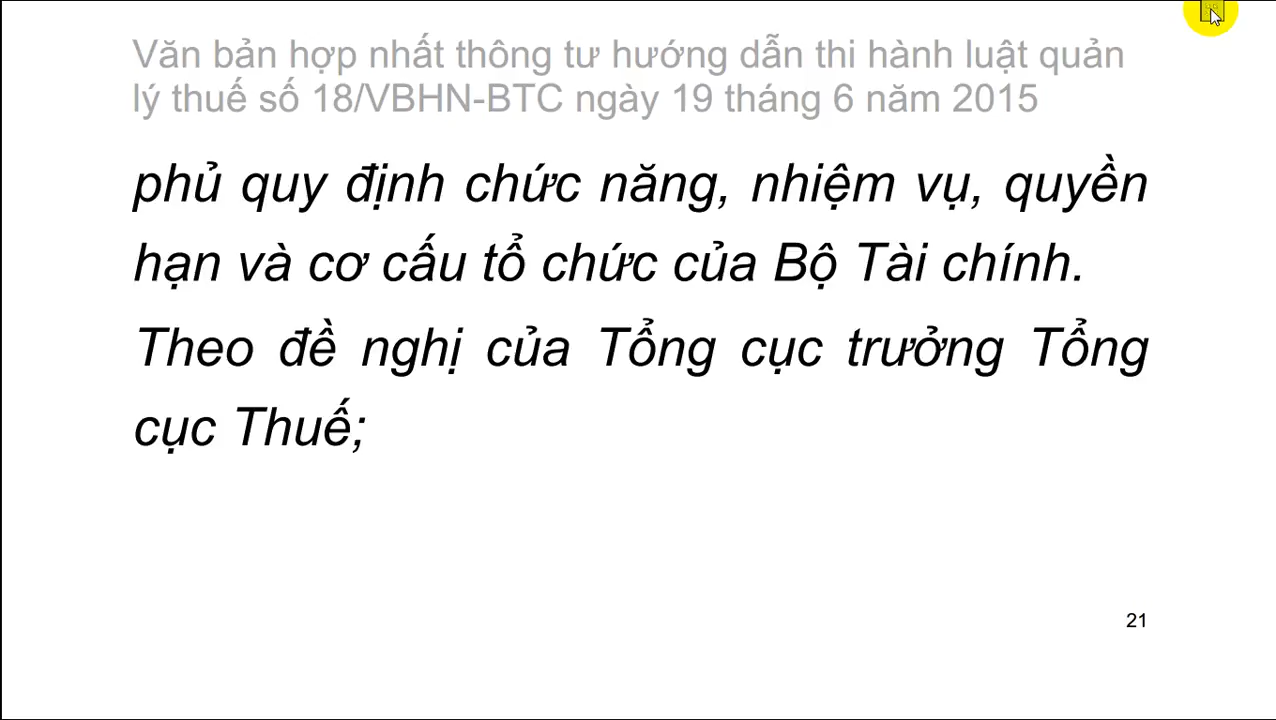 Văn bản hợp nhất thông tư hướng dẫn thi hành luật quản
lý thuế số 18/VBHN-BTC ngày 19 tháng 6 năm 2015
phủ quy định chức năng, nhiệm vụ, quyền
hạn và cơ cấu tổ chức của Bộ Tài chính.
Theo đề nghị của Tổng cục trưởng Tổng
cục Thuế;
21